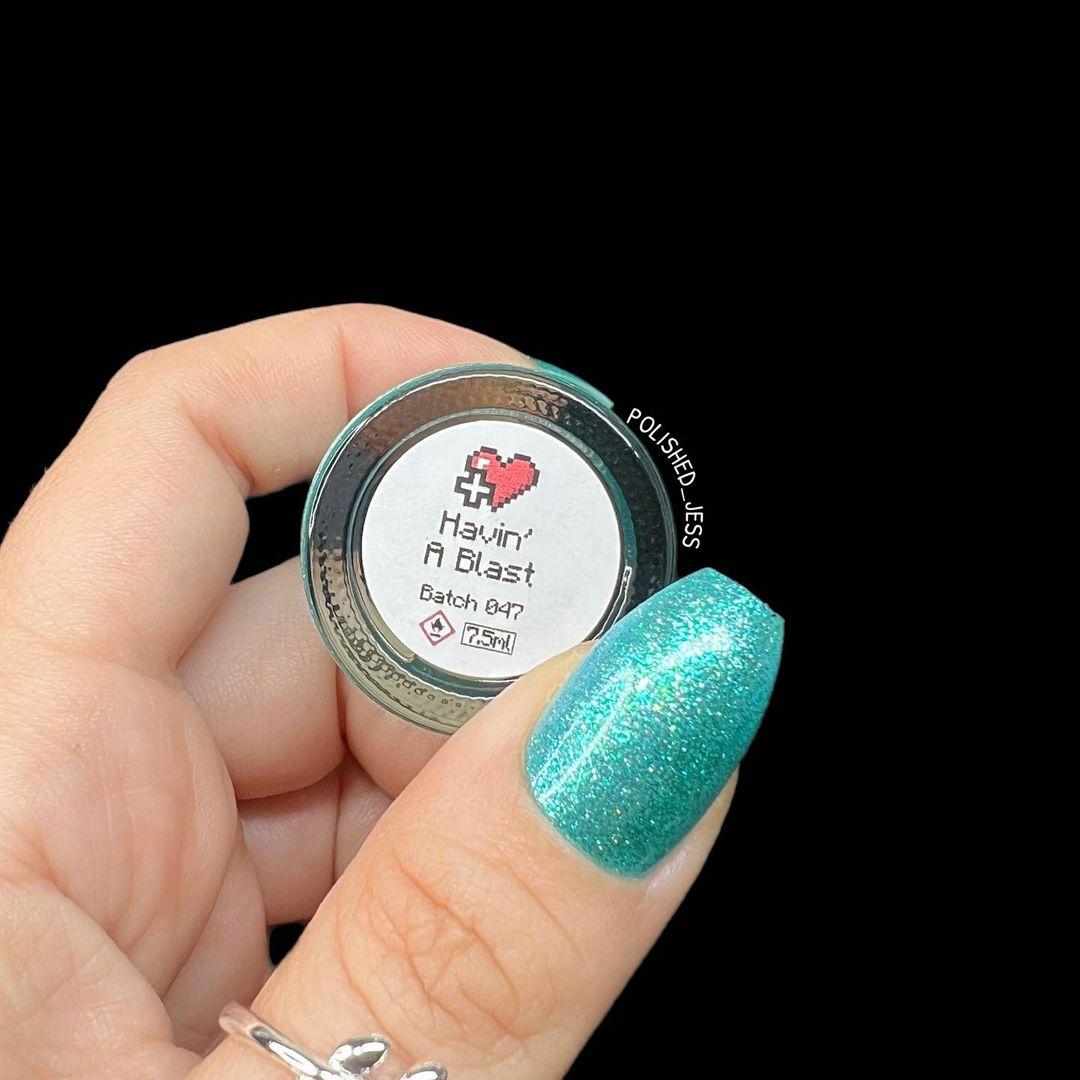 Havin'
A Blast
Batch 047
7.5ml
POLISHED_JESS